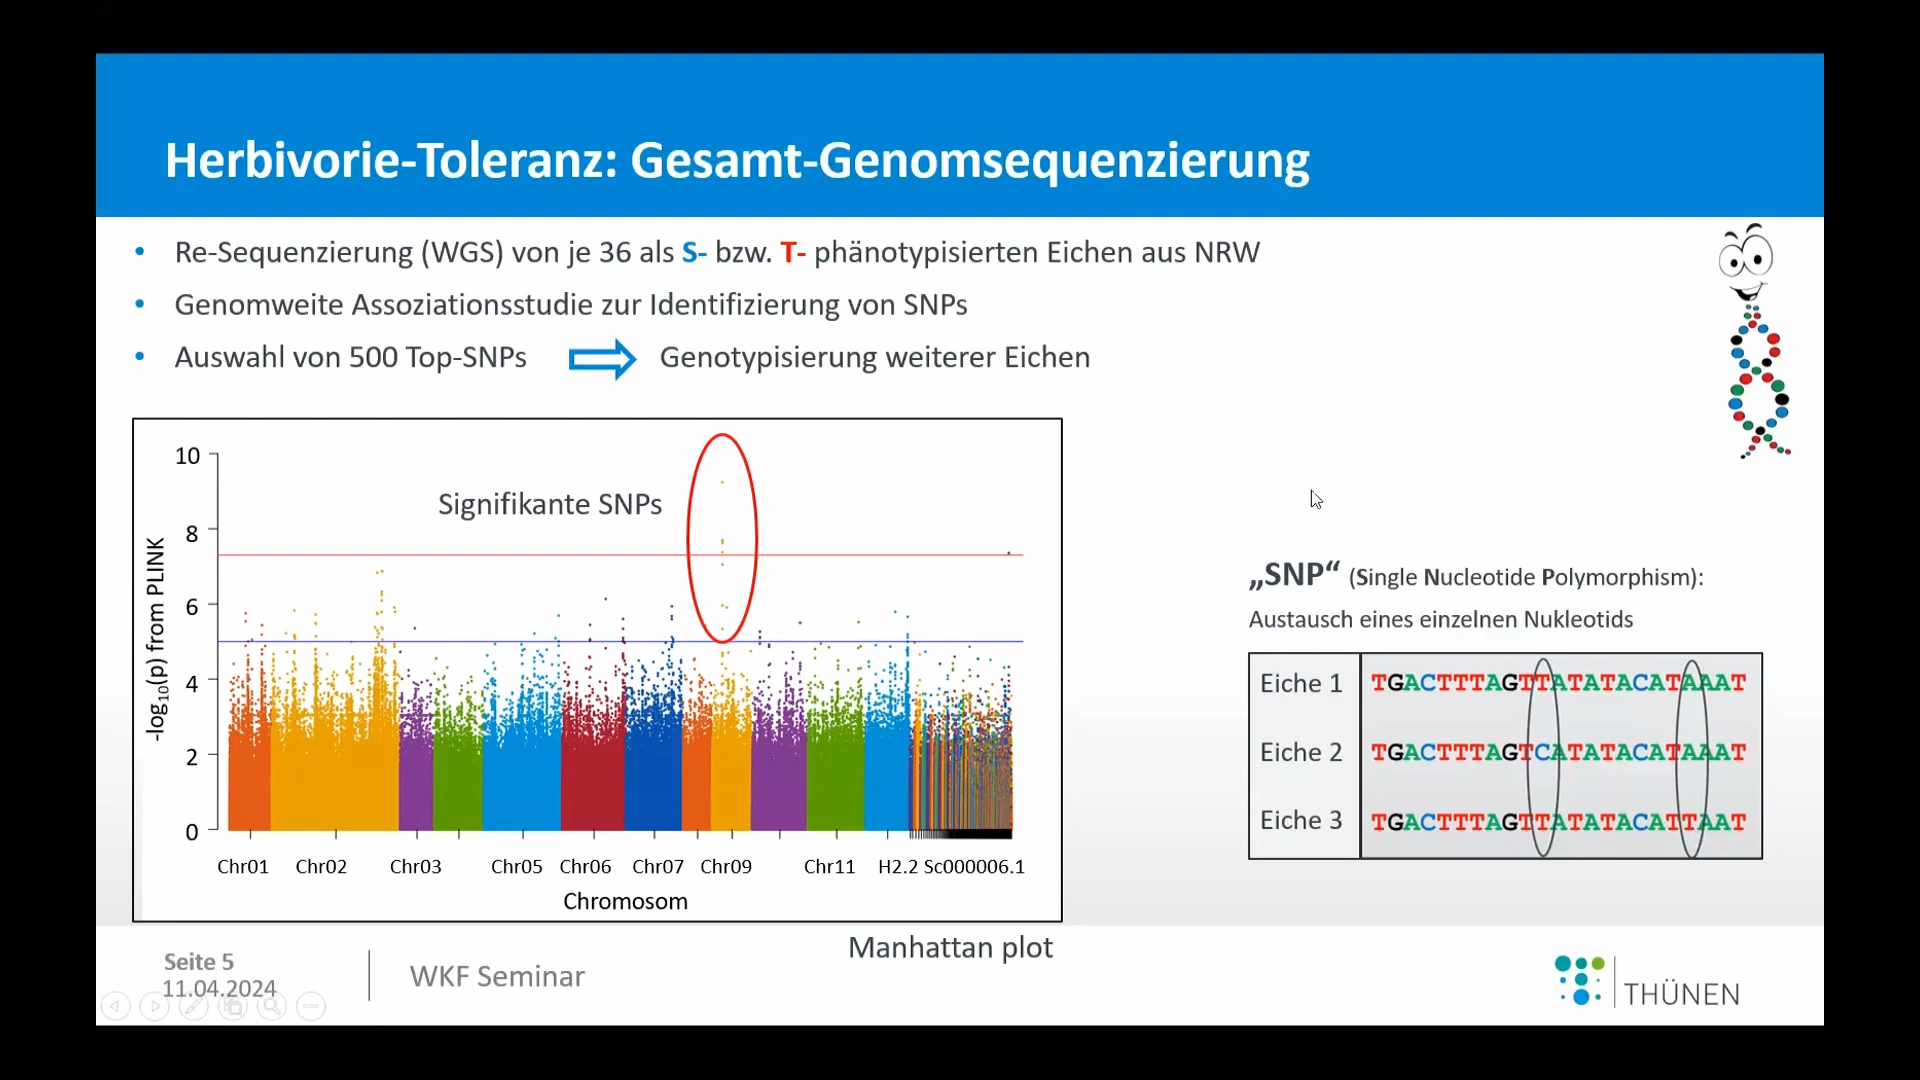 Herbivorie-Toleranz: Gesamt-Genomsequenzierung
• Re-Sequenzierung (WGS) von je 36 als S- bzw. T- phänotypisierten Eichen aus NRW
• Genomweite Assoziationsstudie zur Identifizierung von SNPs
• Auswahl von 500 Top-SNPs Genotypisierung weiterer Eichen
Signifikante SNPs
-log10(p) from PLINK
10
8
6
4
2
0
Chr01 Chr02 Chr03 Chr05 Chr06 Chr07 Chr09 Chr11 H2.2 Sc000006.1
Chromosom
Manhattan plot
„SNP“ (Single Nucleotide Polymorphism):
Austausch eines einzelnen Nukleotids
Eiche 1 TGACTTTAGTTATATACATAAAT
Eiche 2 TGACTTTAGTCATATACATAAAT
Eiche 3 TGACTTTAGTTATATACATTAAT
Seite 5
11.04.2024
WKF Seminar
THÜNEN